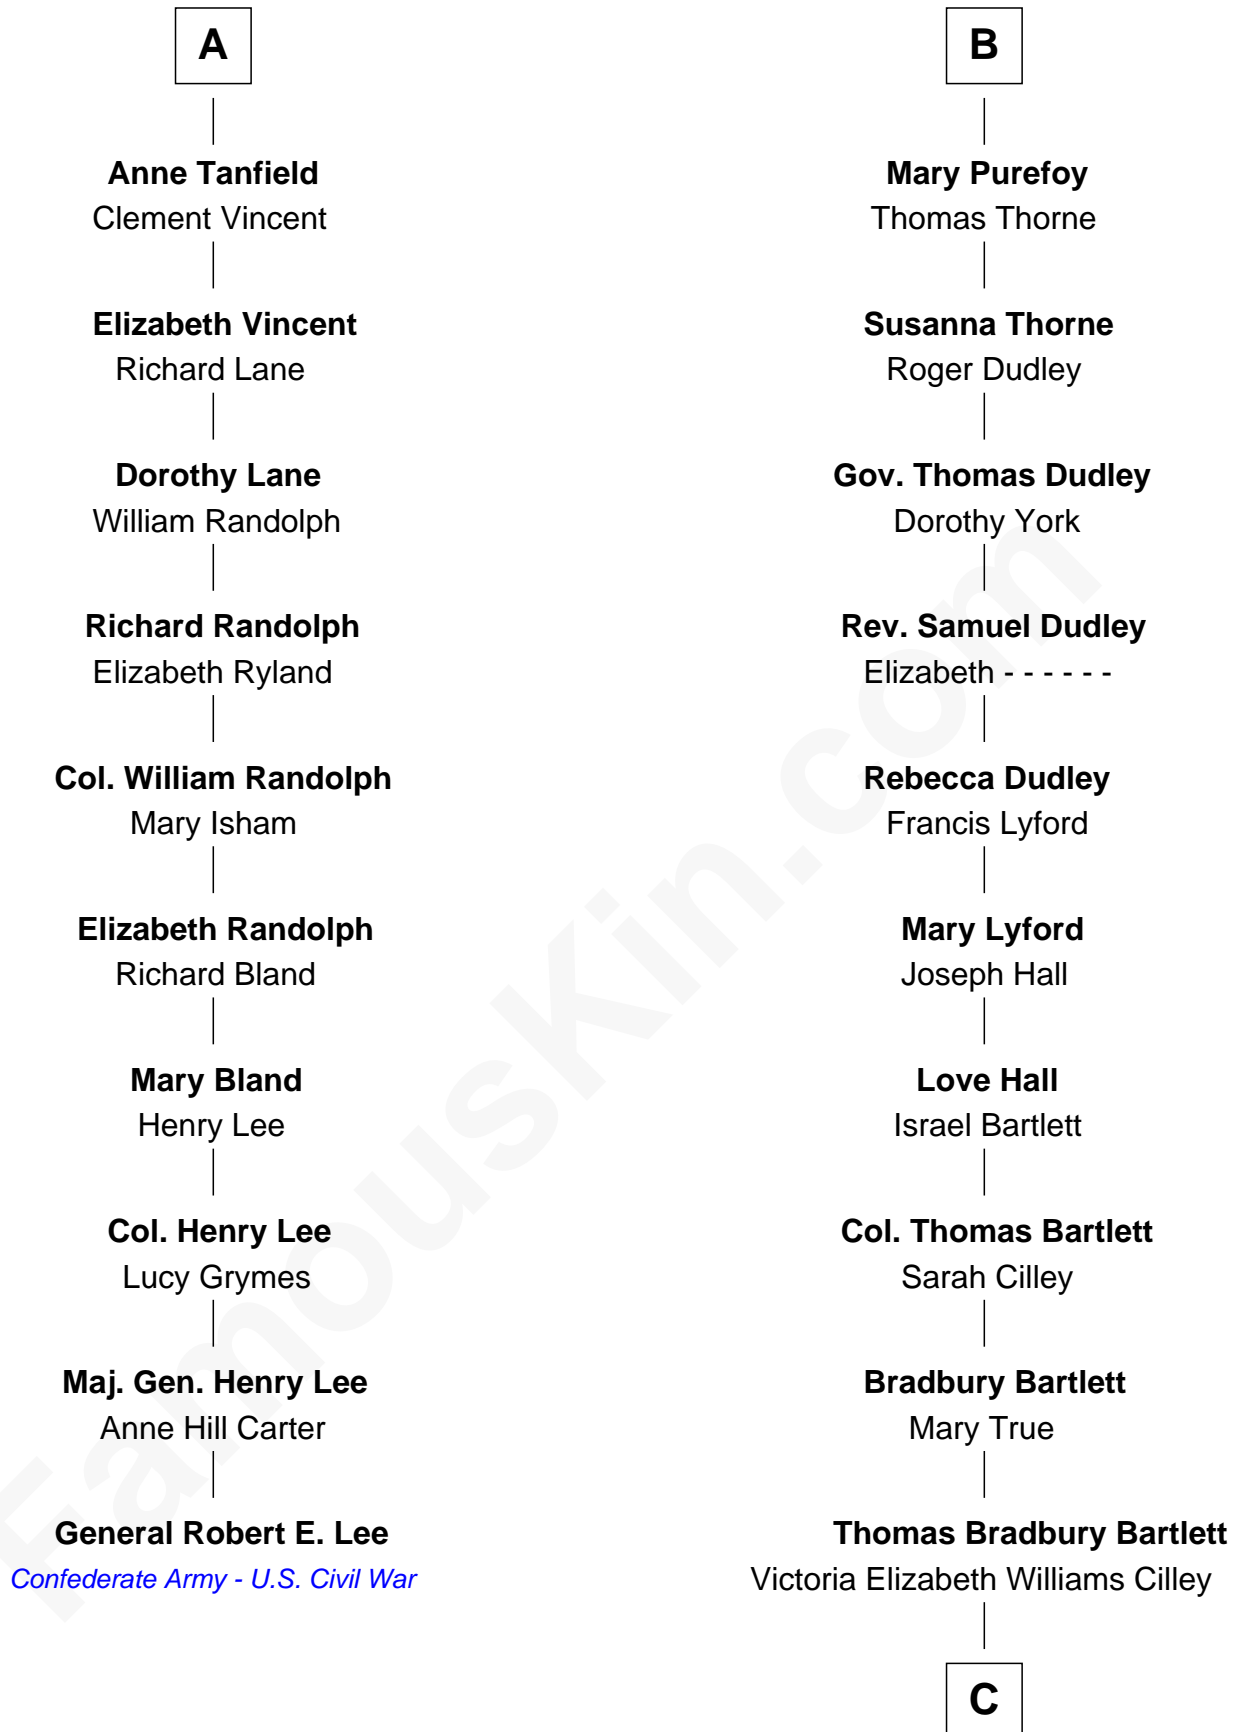 A
Anne Tanfield
Clement Vincent
Elizabeth Vincent
Richard Lane
Dorothy Lane
William Randolph
Richard Randolph
Elizabeth Ryland
Col. William Randolph
Mary Isham
Elizabeth Randolph
Richard Bland
Mary Bland
Henry Lee
Col. Henry Lee
Lucy Grymes
Maj. Gen. Henry Lee
Anne Hill Carter
General Robert E. Lee
Confederate Army - U.S. Civil War
B
Mary Purefoy
Thomas Thorne
Susanna Thorne
Roger Dudley
Gov. Thomas Dudley
Dorothy York
Rev. Samuel Dudley
Elizabeth - - - - - -
Rebecca Dudley
Francis Lyford
Mary Lyford
Joseph Hall
Love Hall
Israel Bartlett
Col. Thomas Bartlett
Sarah Cilley
Bradbury Bartlett
Mary True
Thomas Bradbury Bartlett
Victoria Elizabeth Williams Cilley
C
FamousKin.com